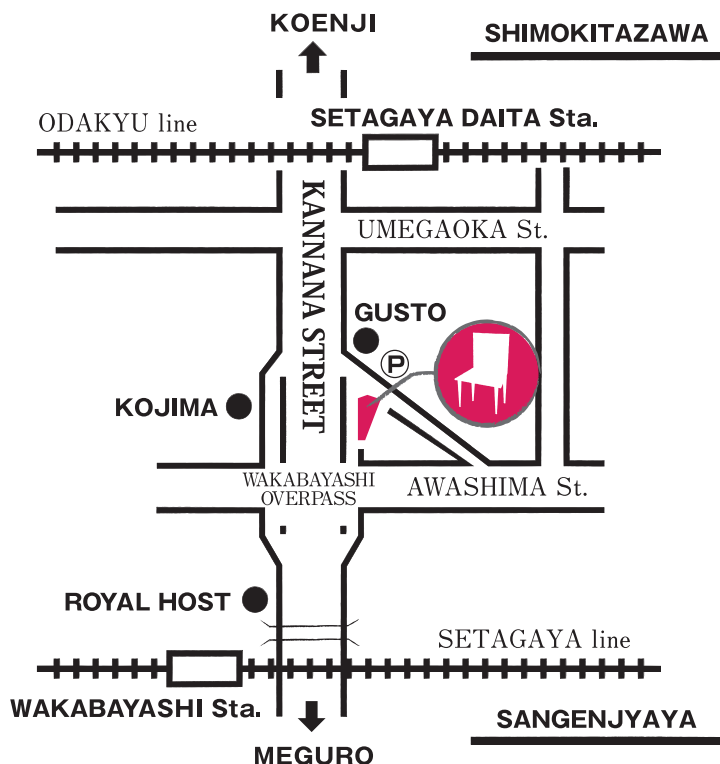 KOENJI
SHIMOKITAZAWA
ODAKYU line
SETAGAYA DAITA Sta.
KANNANA STREET
UMEGAOKA St.
GUSTO
P
KOJIMA
WAKABAYASHI
OVERPASS
AWASHIMA St.
ROYAL HOST
SETAGAYA line
WAKABAYASHI Sta.
SANGENJYAYA
MEGURO